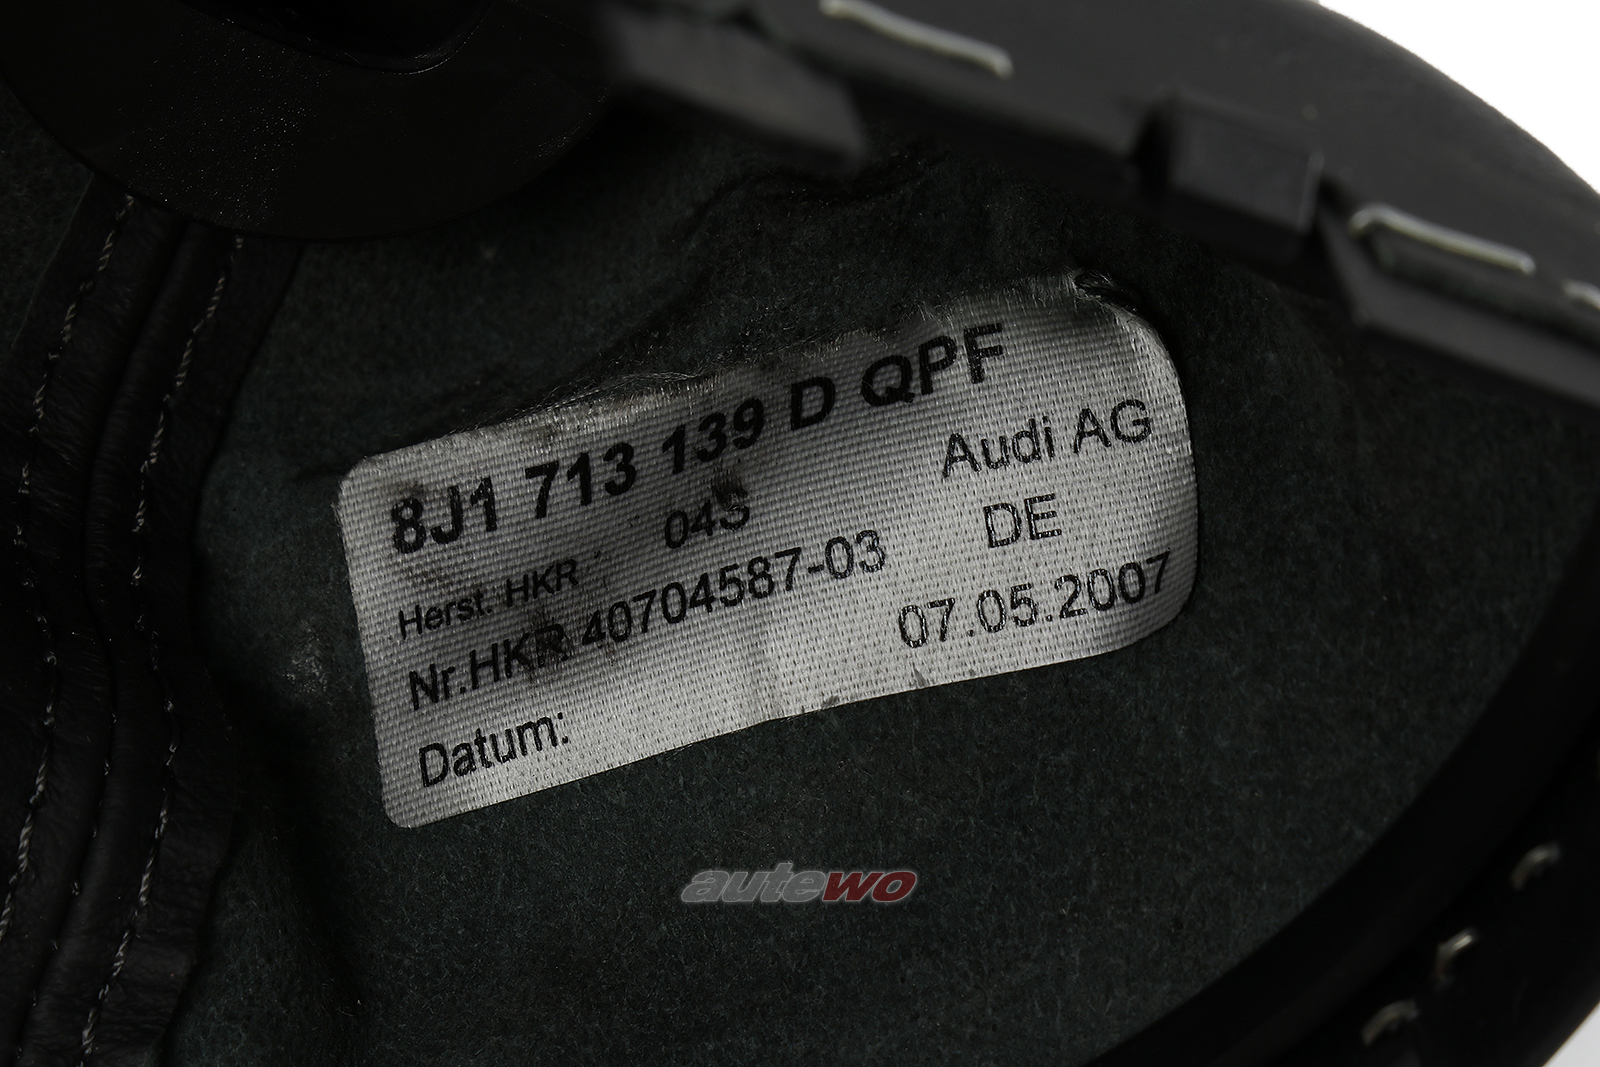 8J1 713 139 D QPF
Herst. HKR 04S Audi AG
Nr.HKR 40704587-03 DE
Datum: 07.05.2007
autewo